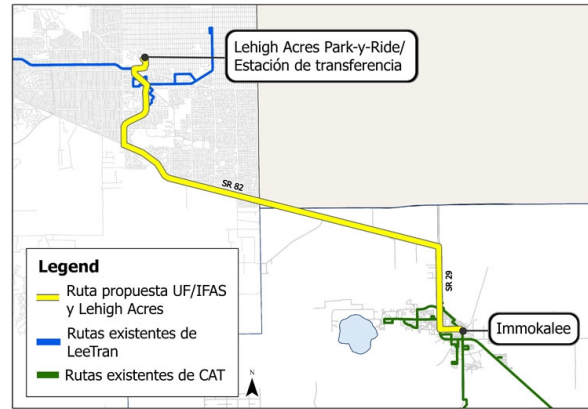 Lehigh Acres Park-y-Ride/
Estación de transferencia
SR 82
SR 29
Immokalee
Legend
Ruta propuesta UF/IFAS
y Lehigh Acres
Rutas existentes de
LeeTran
Rutas existentes de CAT
N